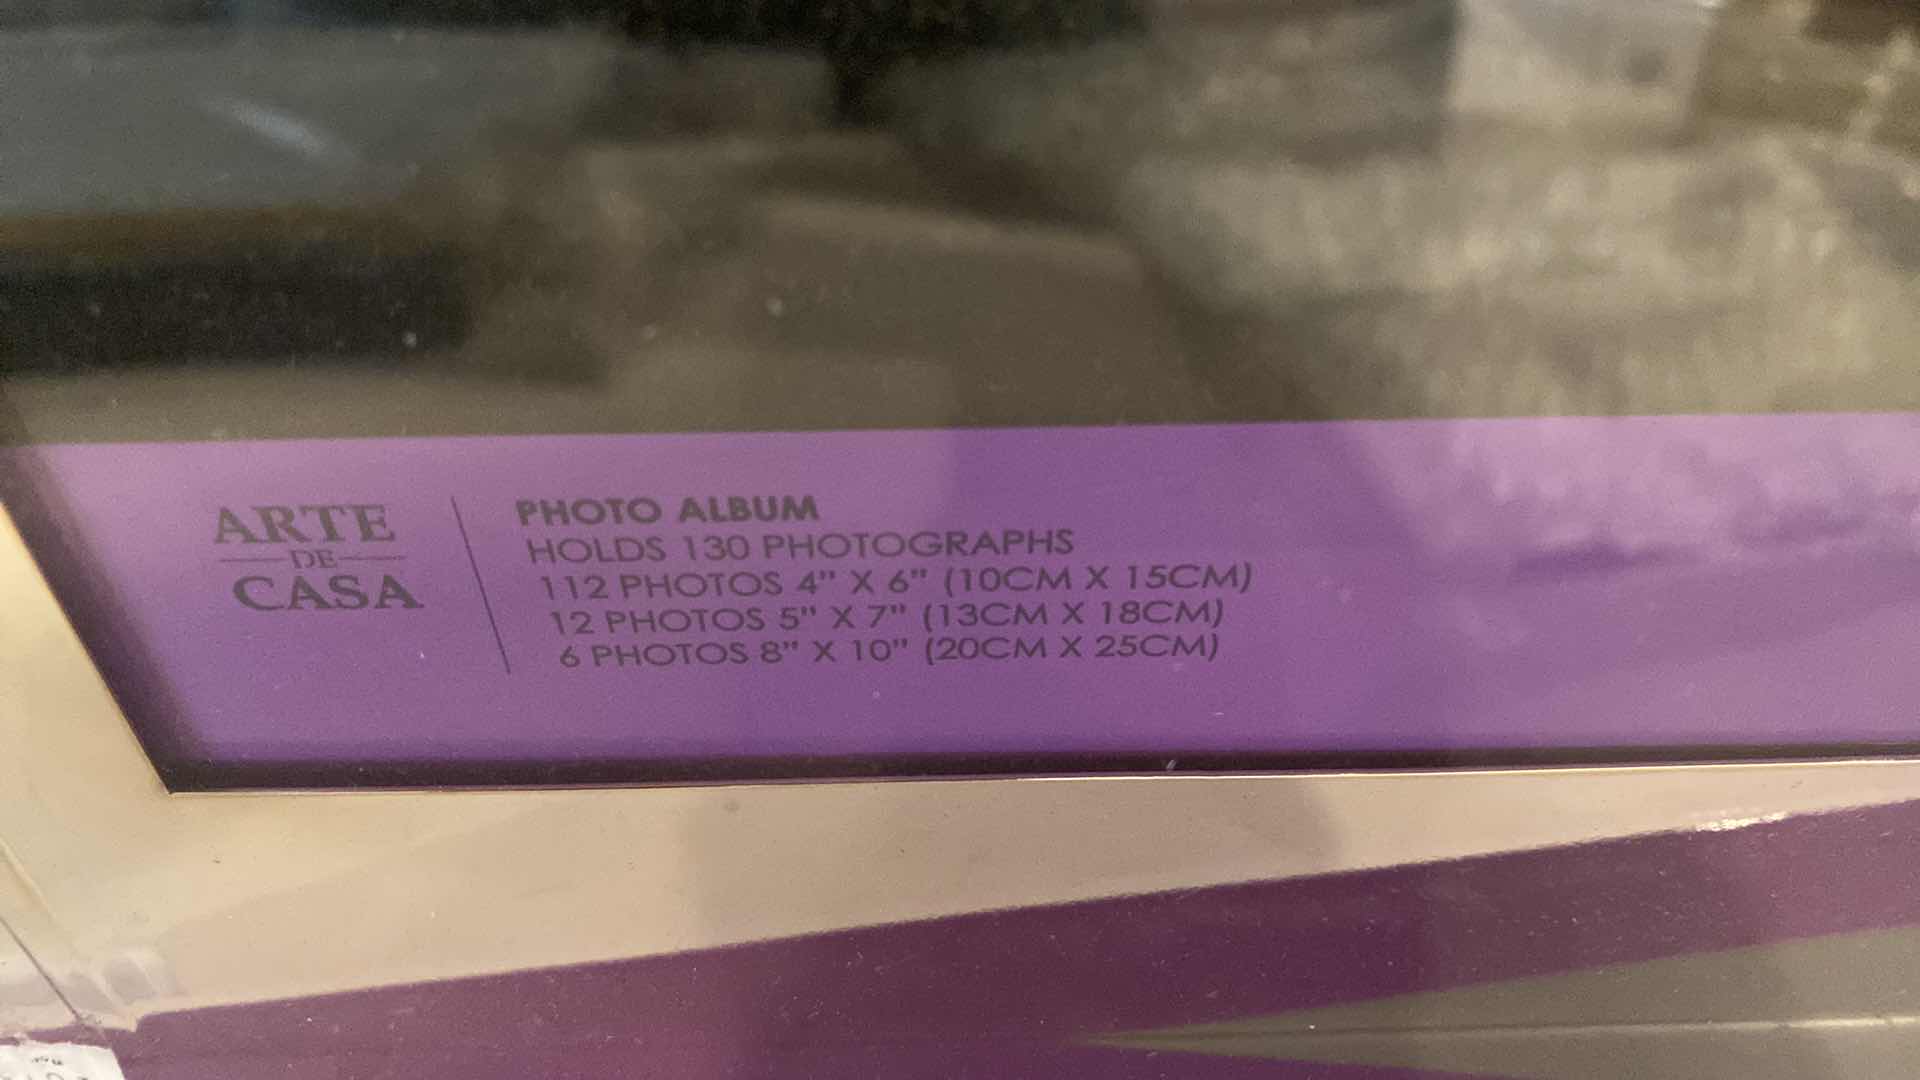 ARTE
DE
CASA
PHOTO ALBUM
HOLDS 130 PHOTOGRAPHS
112 PHOTOS 4" X 6" (10CM X 15CM)
12 PHOTOS 5" X 7" (13CM X 18CM)
6 PHOTOS 8" X 10" (20CM X 25CM)